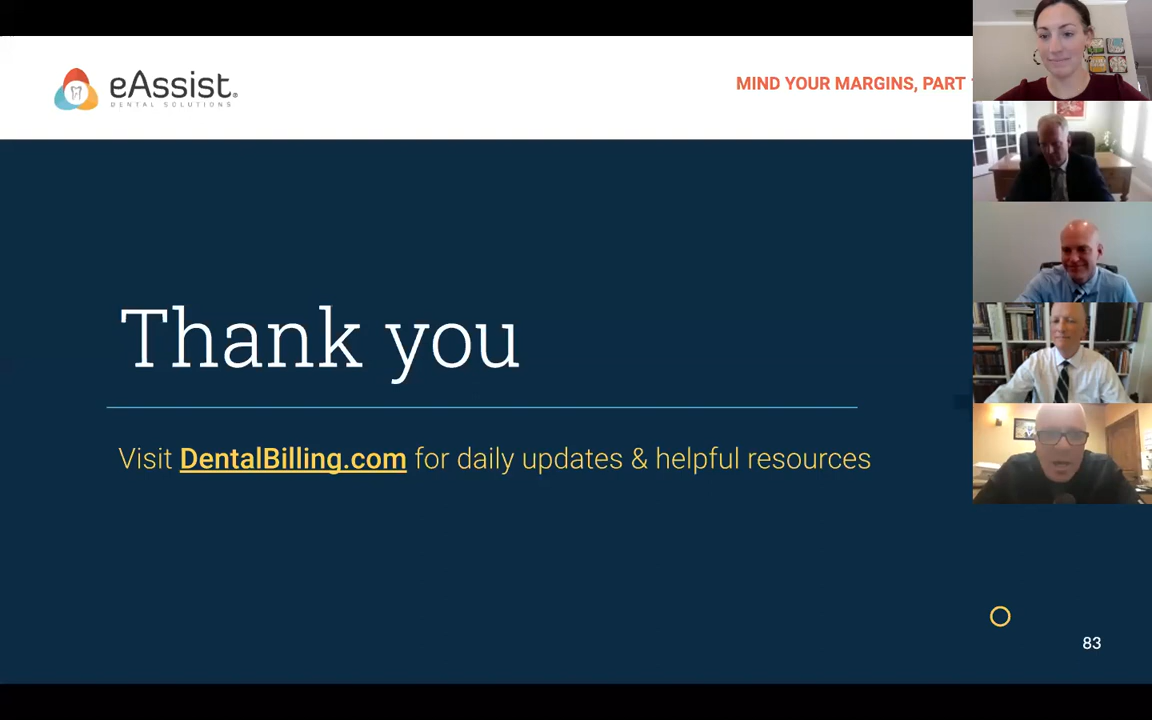 eAssist®
DENTAL SOLUTIONS
MIND YOUR MARGINS, PART
Thank you
Visit DentalBilling.com for daily updates & helpful resources
83